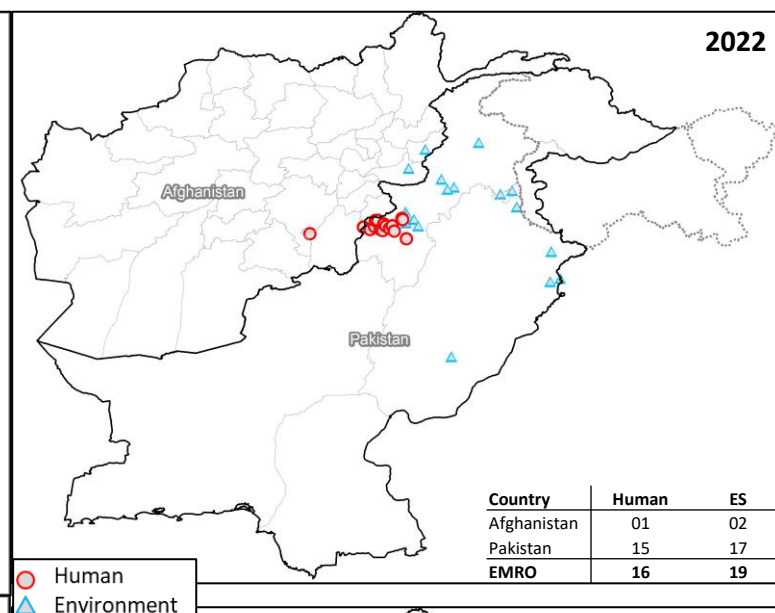 2022
Afghanistan
Pakistan
Country Human ES
Afghanistan 01 02
Pakistan 15 17
EMRO 16 19
Human
Environment